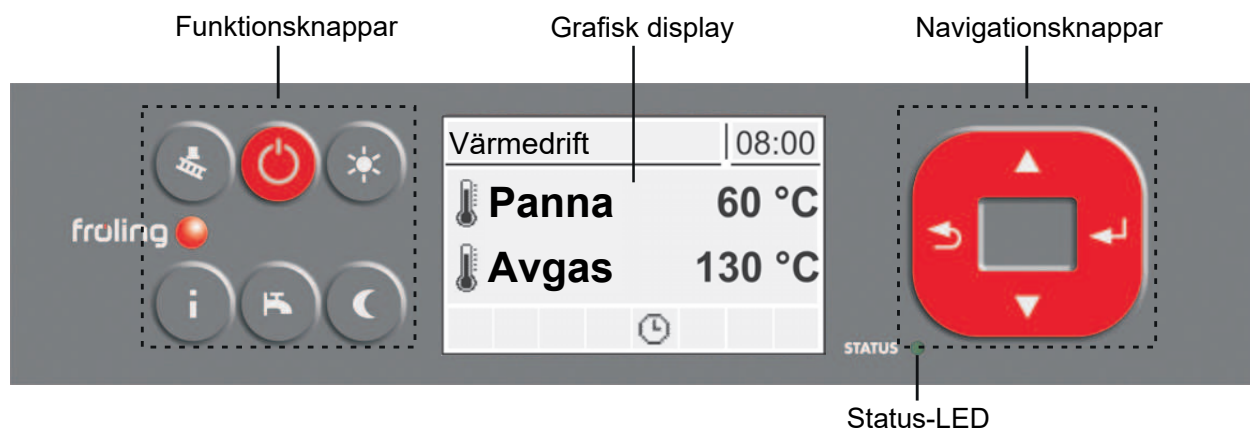 Funktionsknappar
Grafisk display
Navigationsknappar
Värmedrift 08:00
Panna 60 °C
fröling
Avgas 130 °C
i
STATUS
Status-LED